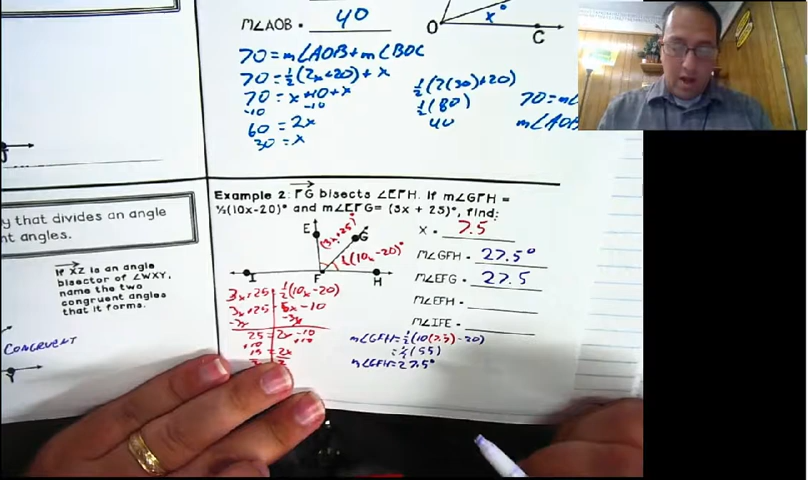 m∠AOB = 40
70 = m∠AOB + m∠BOC
70 = ½(2x+20) + x
70 = x+10+x
-10 -10
60 = 2x
30 = x
½(2(30)+20)
½(80)
40
70 = m∠
m∠AOB
O
x°
C
y that divides an angle
nt angles.
If XZ is an angle
bisector of ∠WXY,
name the two
congruent angles
that it forms.
CONGRUENT
Y
Example 2: FG bisects ∠EFH. If m∠GFH =
½(10x-20)° and m∠EFG= (3x + 25)°, find:
x = 7.5
m∠GFH = 27.5°
m∠EFG = 27.5
m∠EFH =
m∠IFE =
E
(3x+25)°
G
½(10x-20)°
I
F
H
3x+25 ½(10x-20)
3x+25 = 5x-10
-3x -3x
25 = 2x-10
+10 +10
2x
m∠GFH = ½(10(7.5)-20)
= ½(55)
m∠GFH = 27.5°